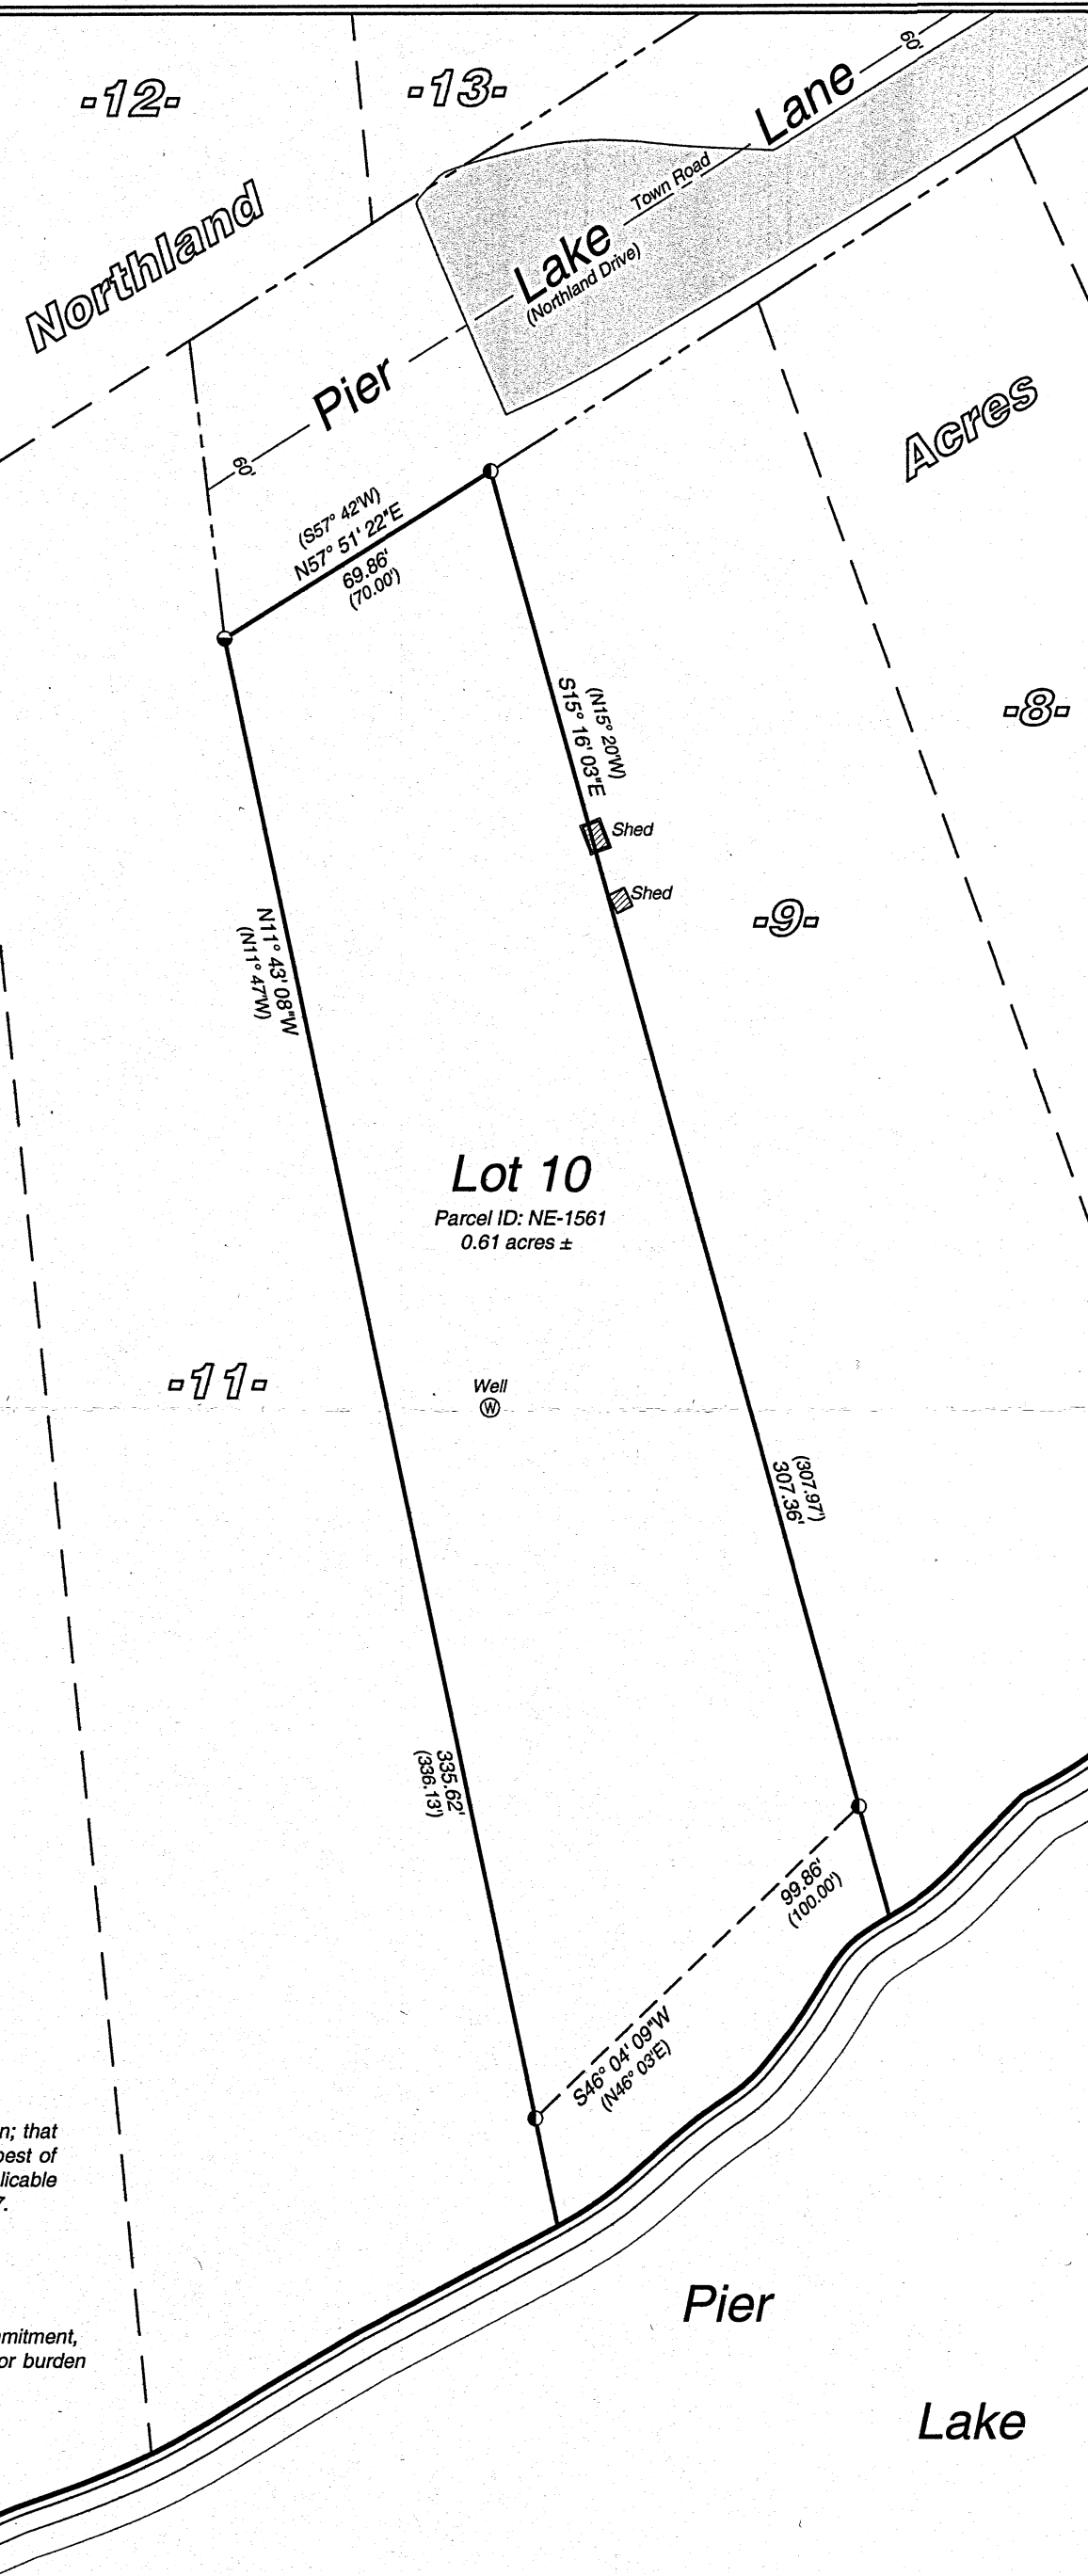 -12-
-13-
60'
Lane
Town Road
Lake
(Northland Drive)
Northland
Pier
60'
Acres
(S57° 42'W)
N57° 51' 22"E
69.86'
(70.00')
(N15° 20'W)
S15° 16' 03"E
-8-
Shed
Shed
-9-
N11° 43' 08"W
(N11° 47'W)
Lot 10
Parcel ID: NE-1561
0.61 acres ±
-11-
Well
W
(307.97')
307.36'
335.62'
(336.13')
99.86'
(100.00')
S46° 04' 09"W
(N46° 03'E)
n; that
best of
licable
7.
Pier
mmitment,
or burden
Lake